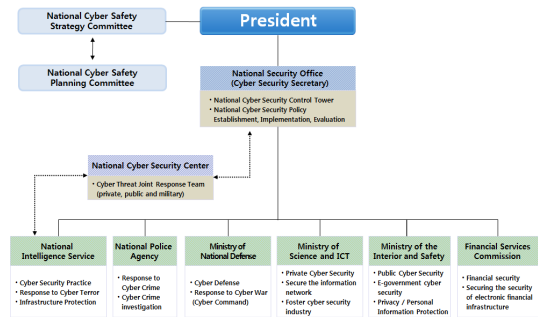 National Cyber Safety
Strategy Committee
President
National Cyber Safety
Planning Committee
National Security Office
(Cyber Security Secretary)
• National Cyber Security Control Tower
• National Cyber Security Policy
Establishment, Implementation, Evaluation
National Cyber Security Center
• Cyber Threat Joint Response Team
(private, public and military)
National
Intelligence Service
• Cyber Security Practice
• Response to Cyber Terror
• Infrastructure Protection
National Police
Agency
• Response to
Cyber Crime
• Cyber Crime
investigation
Ministry of
National Defense
• Cyber Defense
• Response to Cyber War
(Cyber Command)
Ministry of
Science and ICT
• Private Cyber Security
• Secure the information
network
• Foster cyber security
industry
Ministry of the
Interior and Safety
• Public Cyber Security
• E-government cyber
security
• Privacy / Personal
Information Protection
Financial Services
Commission
• Financial security
• Securing the security
of electronic financial
infrastructure